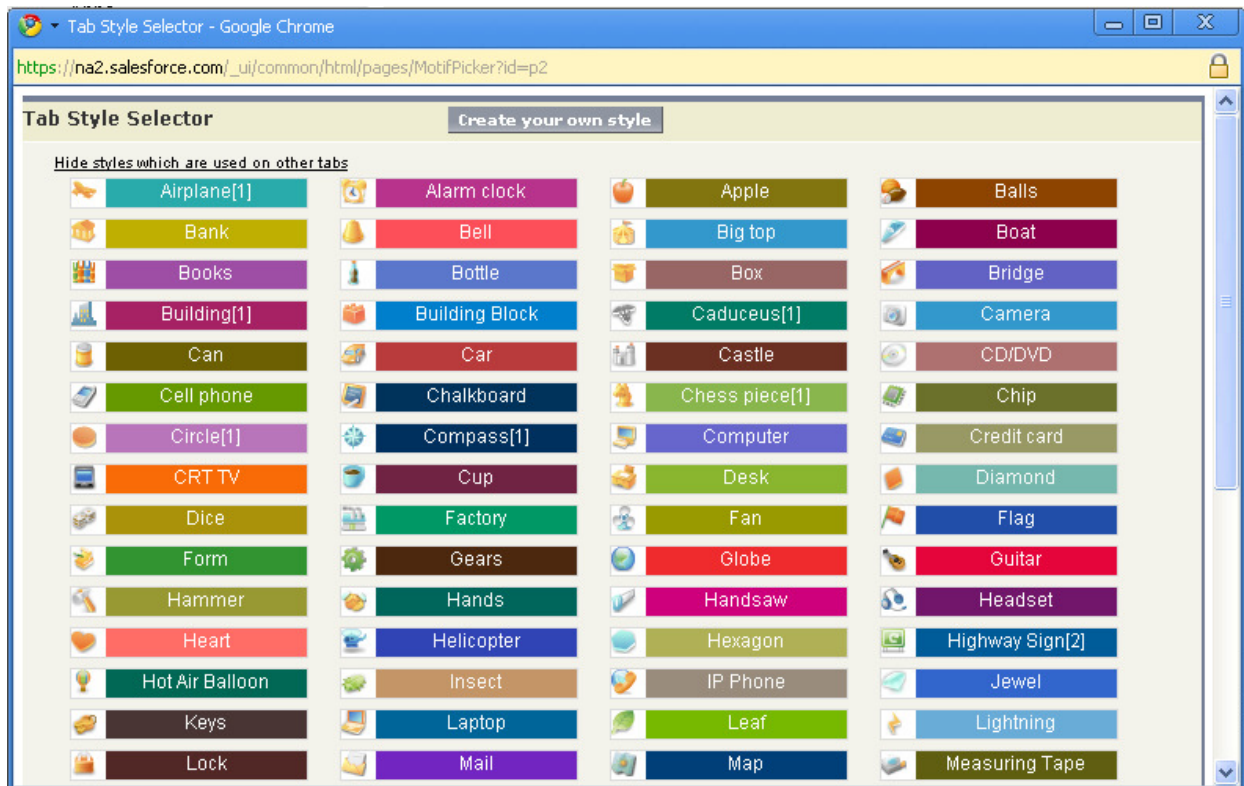 Tab Style Selector - Google Chrome
https://na2.salesforce.com/_ui/common/html/pages/MotifPicker?id=p2
Tab Style Selector Create your own style
Hide styles which are used on other tabs
Airplane[1] Alarm clock Apple Balls
Bank Bell Big top Boat
Books Bottle Box Bridge
Building[1] Building Block Caduceus[1] Camera
Can Car Castle CD/DVD
Cell phone Chalkboard Chess piece[1] Chip
Circle[1] Compass[1] Computer Credit card
CRT TV Cup Desk Diamond
Dice Factory Fan Flag
Form Gears Globe Guitar
Hammer Hands Handsaw Headset
Heart Helicopter Hexagon Highway Sign[2]
Hot Air Balloon Insect IP Phone Jewel
Keys Laptop Leaf Lightning
Lock Mail Map Measuring Tape